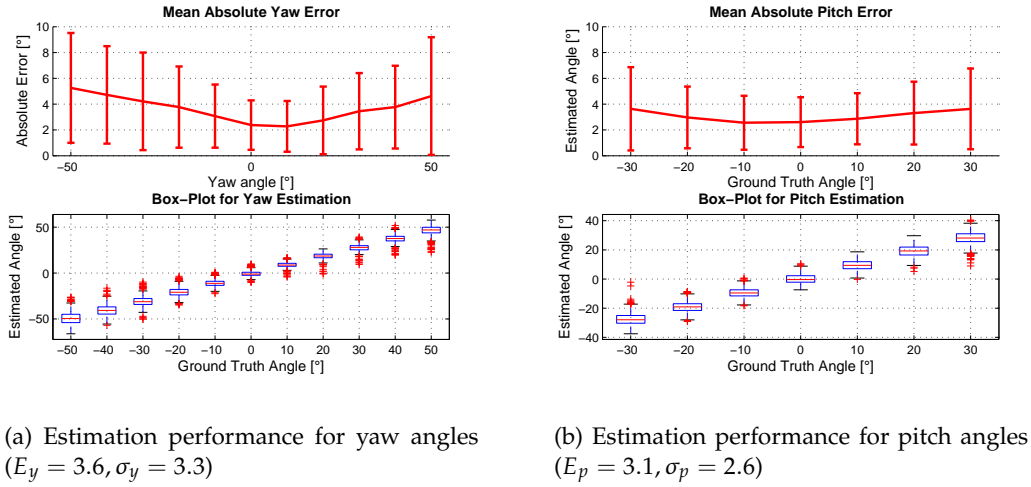 Mean Absolute Yaw Error
Absolute Error [°]
10
8
6
4
2
0
−50 0 50
Yaw angle [°]
Box−Plot for Yaw Estimation
Estimated Angle [°]
50
0
−50
−50 −40 −30 −20 −10 0 10 20 30 40 50
Ground Truth Angle [°]
(a) Estimation performance for yaw angles
(E_y = 3.6, σ_y = 3.3)
Mean Absolute Pitch Error
Estimated Angle [°]
10
8
6
4
2
0
−30 −20 −10 0 10 20 30
Ground Truth Angle [°]
Box−Plot for Pitch Estimation
Estimated Angle [°]
40
20
0
−20
−40
−30 −20 −10 0 10 20 30
Ground Truth Angle [°]
(b) Estimation performance for pitch angles
(E_p = 3.1, σ_p = 2.6)